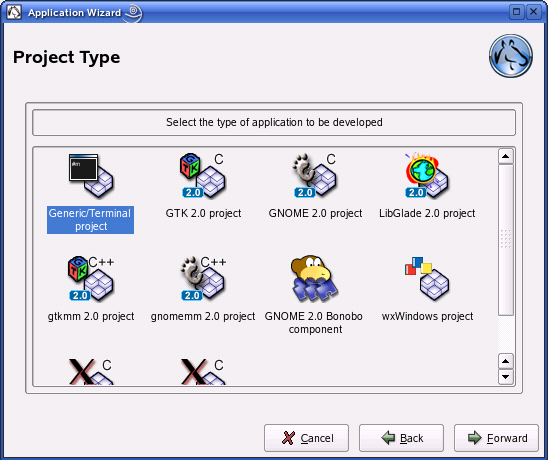 Application Wizard
Project Type
Select the type of application to be developed
C
C
2.0
2.0
2.0
Generic/Terminal
project
GTK 2.0 project
GNOME 2.0 project
LibGlade 2.0 project
C++
C++
2.0
2.0
gtkmm 2.0 project
gnomemm 2.0 project
GNOME 2.0 Bonobo
component
wxWindows project
C
C
Cancel
Back
Forward